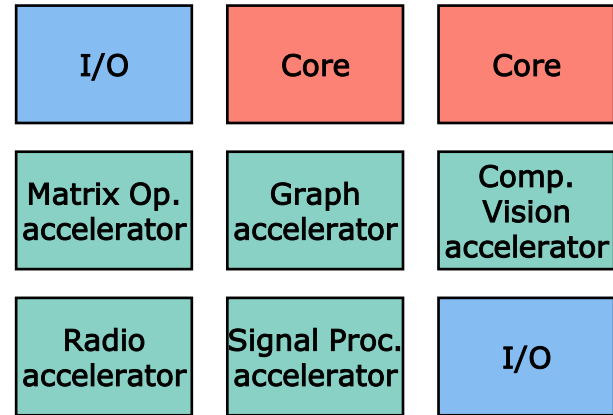 I/O
Core
Core
Matrix Op.
accelerator
Graph
accelerator
Comp.
Vision
accelerator
Radio
accelerator
Signal Proc.
accelerator
I/O